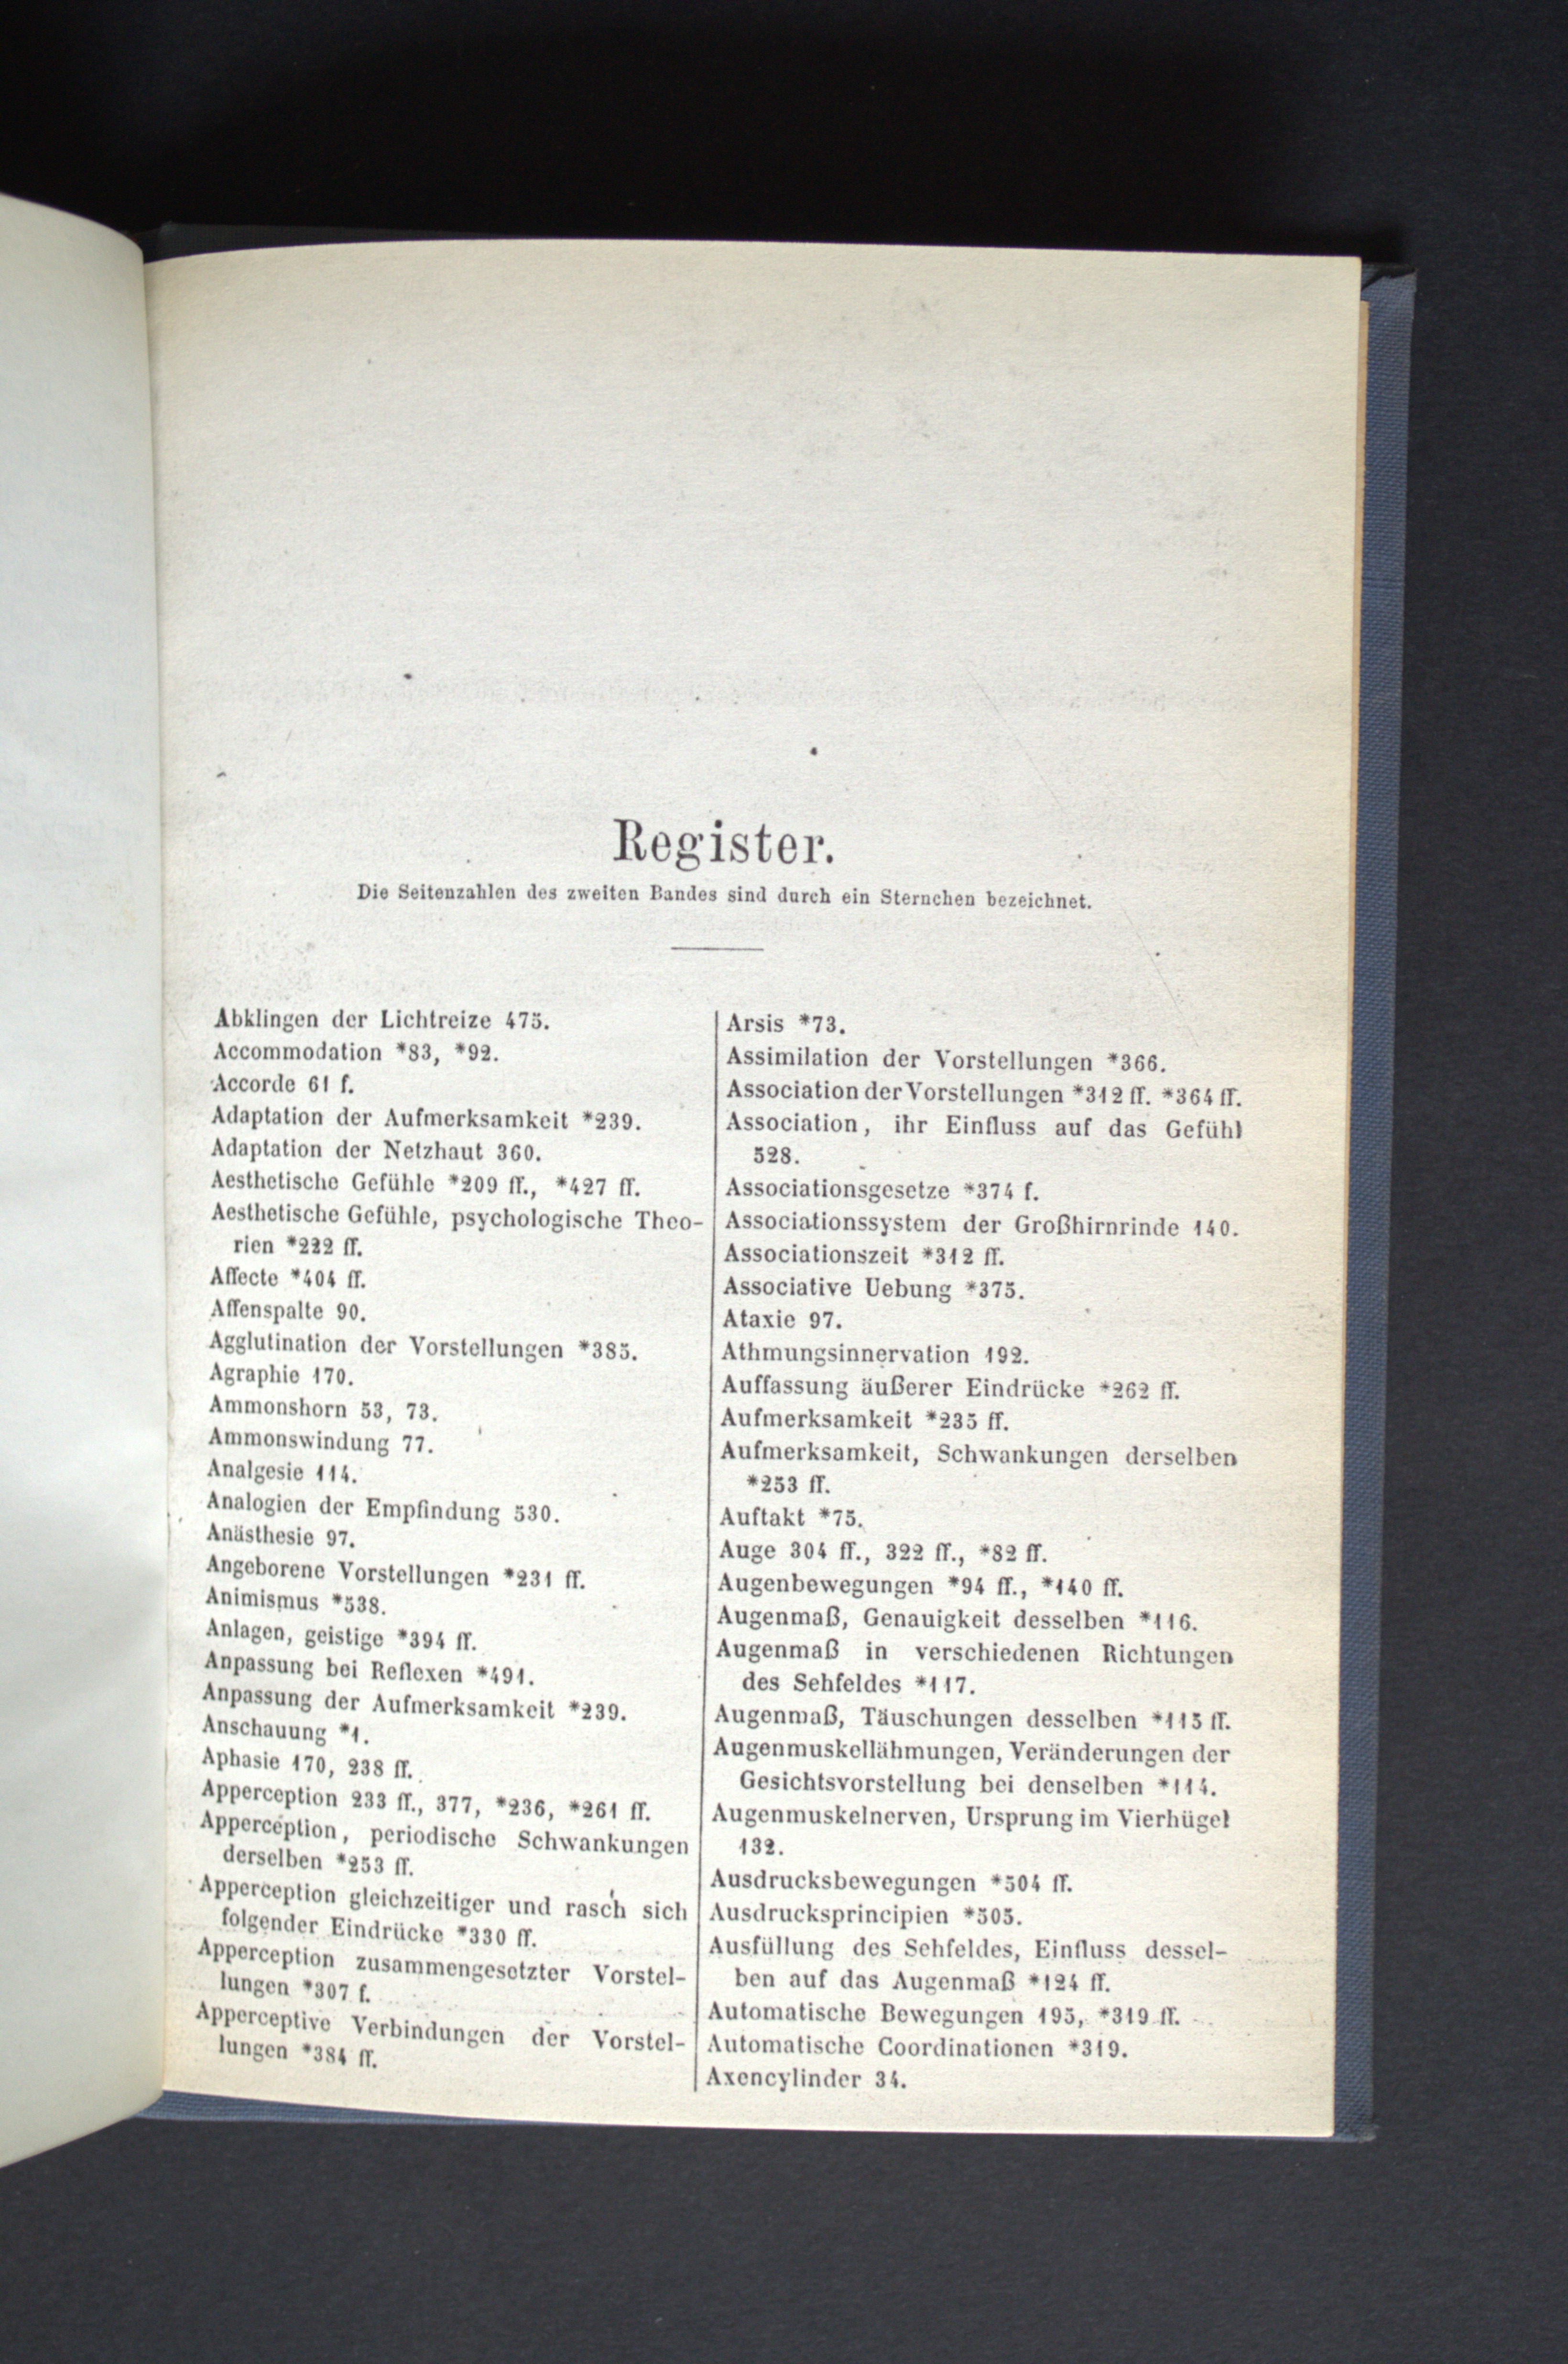 Register.
Die Seitenzahlen des zweiten Bandes sind durch ein Sternchen bezeichnet.
Abklingen der Lichtreize 475.
Accommodation *83, *92.
Accorde 61 f.
Adaptation der Aufmerksamkeit *239.
Adaptation der Netzhaut 360.
Aesthetische Gefühle *209 ff., *427 ff.
Aesthetische Gefühle, psychologische Theo-
rien *222 ff.
Affecte *404 ff.
Affenspalte 90.
Agglutination der Vorstellungen *385.
Agraphie 170.
Ammonshorn 53, 73.
Ammonswindung 77.
Analgesie 114.
Analogien der Empfindung 530.
Anästhesie 97.
Angeborene Vorstellungen *231 ff.
Animismus *538.
Anlagen, geistige *394 ff.
Anpassung bei Reflexen *491.
Anpassung der Aufmerksamkeit *239.
Anschauung *1.
Aphasie 170, 238 ff.
Apperception 233 ff., 377, *236, *261 ff.
Apperception, periodische Schwankungen
derselben *253 ff.
Apperception gleichzeitiger und rasch sich
folgender Eindrücke *330 ff.
Apperception zusammengesetzter Vorstel-
lungen *307 f.
Apperceptive Verbindungen der Vorstel-
lungen *384 ff.
Arsis *73.
Assimilation der Vorstellungen *366.
Association der Vorstellungen *312 ff. *364 ff.
Association, ihr Einfluss auf das Gefühl
528.
Associationsgesetze *374 f.
Associationssystem der Großhirnrinde 140.
Associationszeit *312 ff.
Associative Uebung *375.
Ataxie 97.
Athmungsinnervation 192.
Auffassung äußerer Eindrücke *262 ff.
Aufmerksamkeit *235 ff.
Aufmerksamkeit, Schwankungen derselben
*253 ff.
Auftakt *75.
Auge 304 ff., 322 ff., *82 ff.
Augenbewegungen *94 ff., *140 ff.
Augenmaß, Genauigkeit desselben *116.
Augenmaß in verschiedenen Richtungen
des Sehfeldes *117.
Augenmaß, Täuschungen desselben *115 ff.
Augenmuskellähmungen, Veränderungen der
Gesichtsvorstellung bei denselben *114.
Augenmuskelnerven, Ursprung im Vierhügel
132.
Ausdrucksbewegungen *504 ff.
Ausdrucksprincipien *505.
Ausfüllung des Sehfeldes, Einfluss dessel-
ben auf das Augenmaß *124 ff.
Automatische Bewegungen 195, *319 ff.
Automatische Coordinationen *319.
Axencylinder 34.